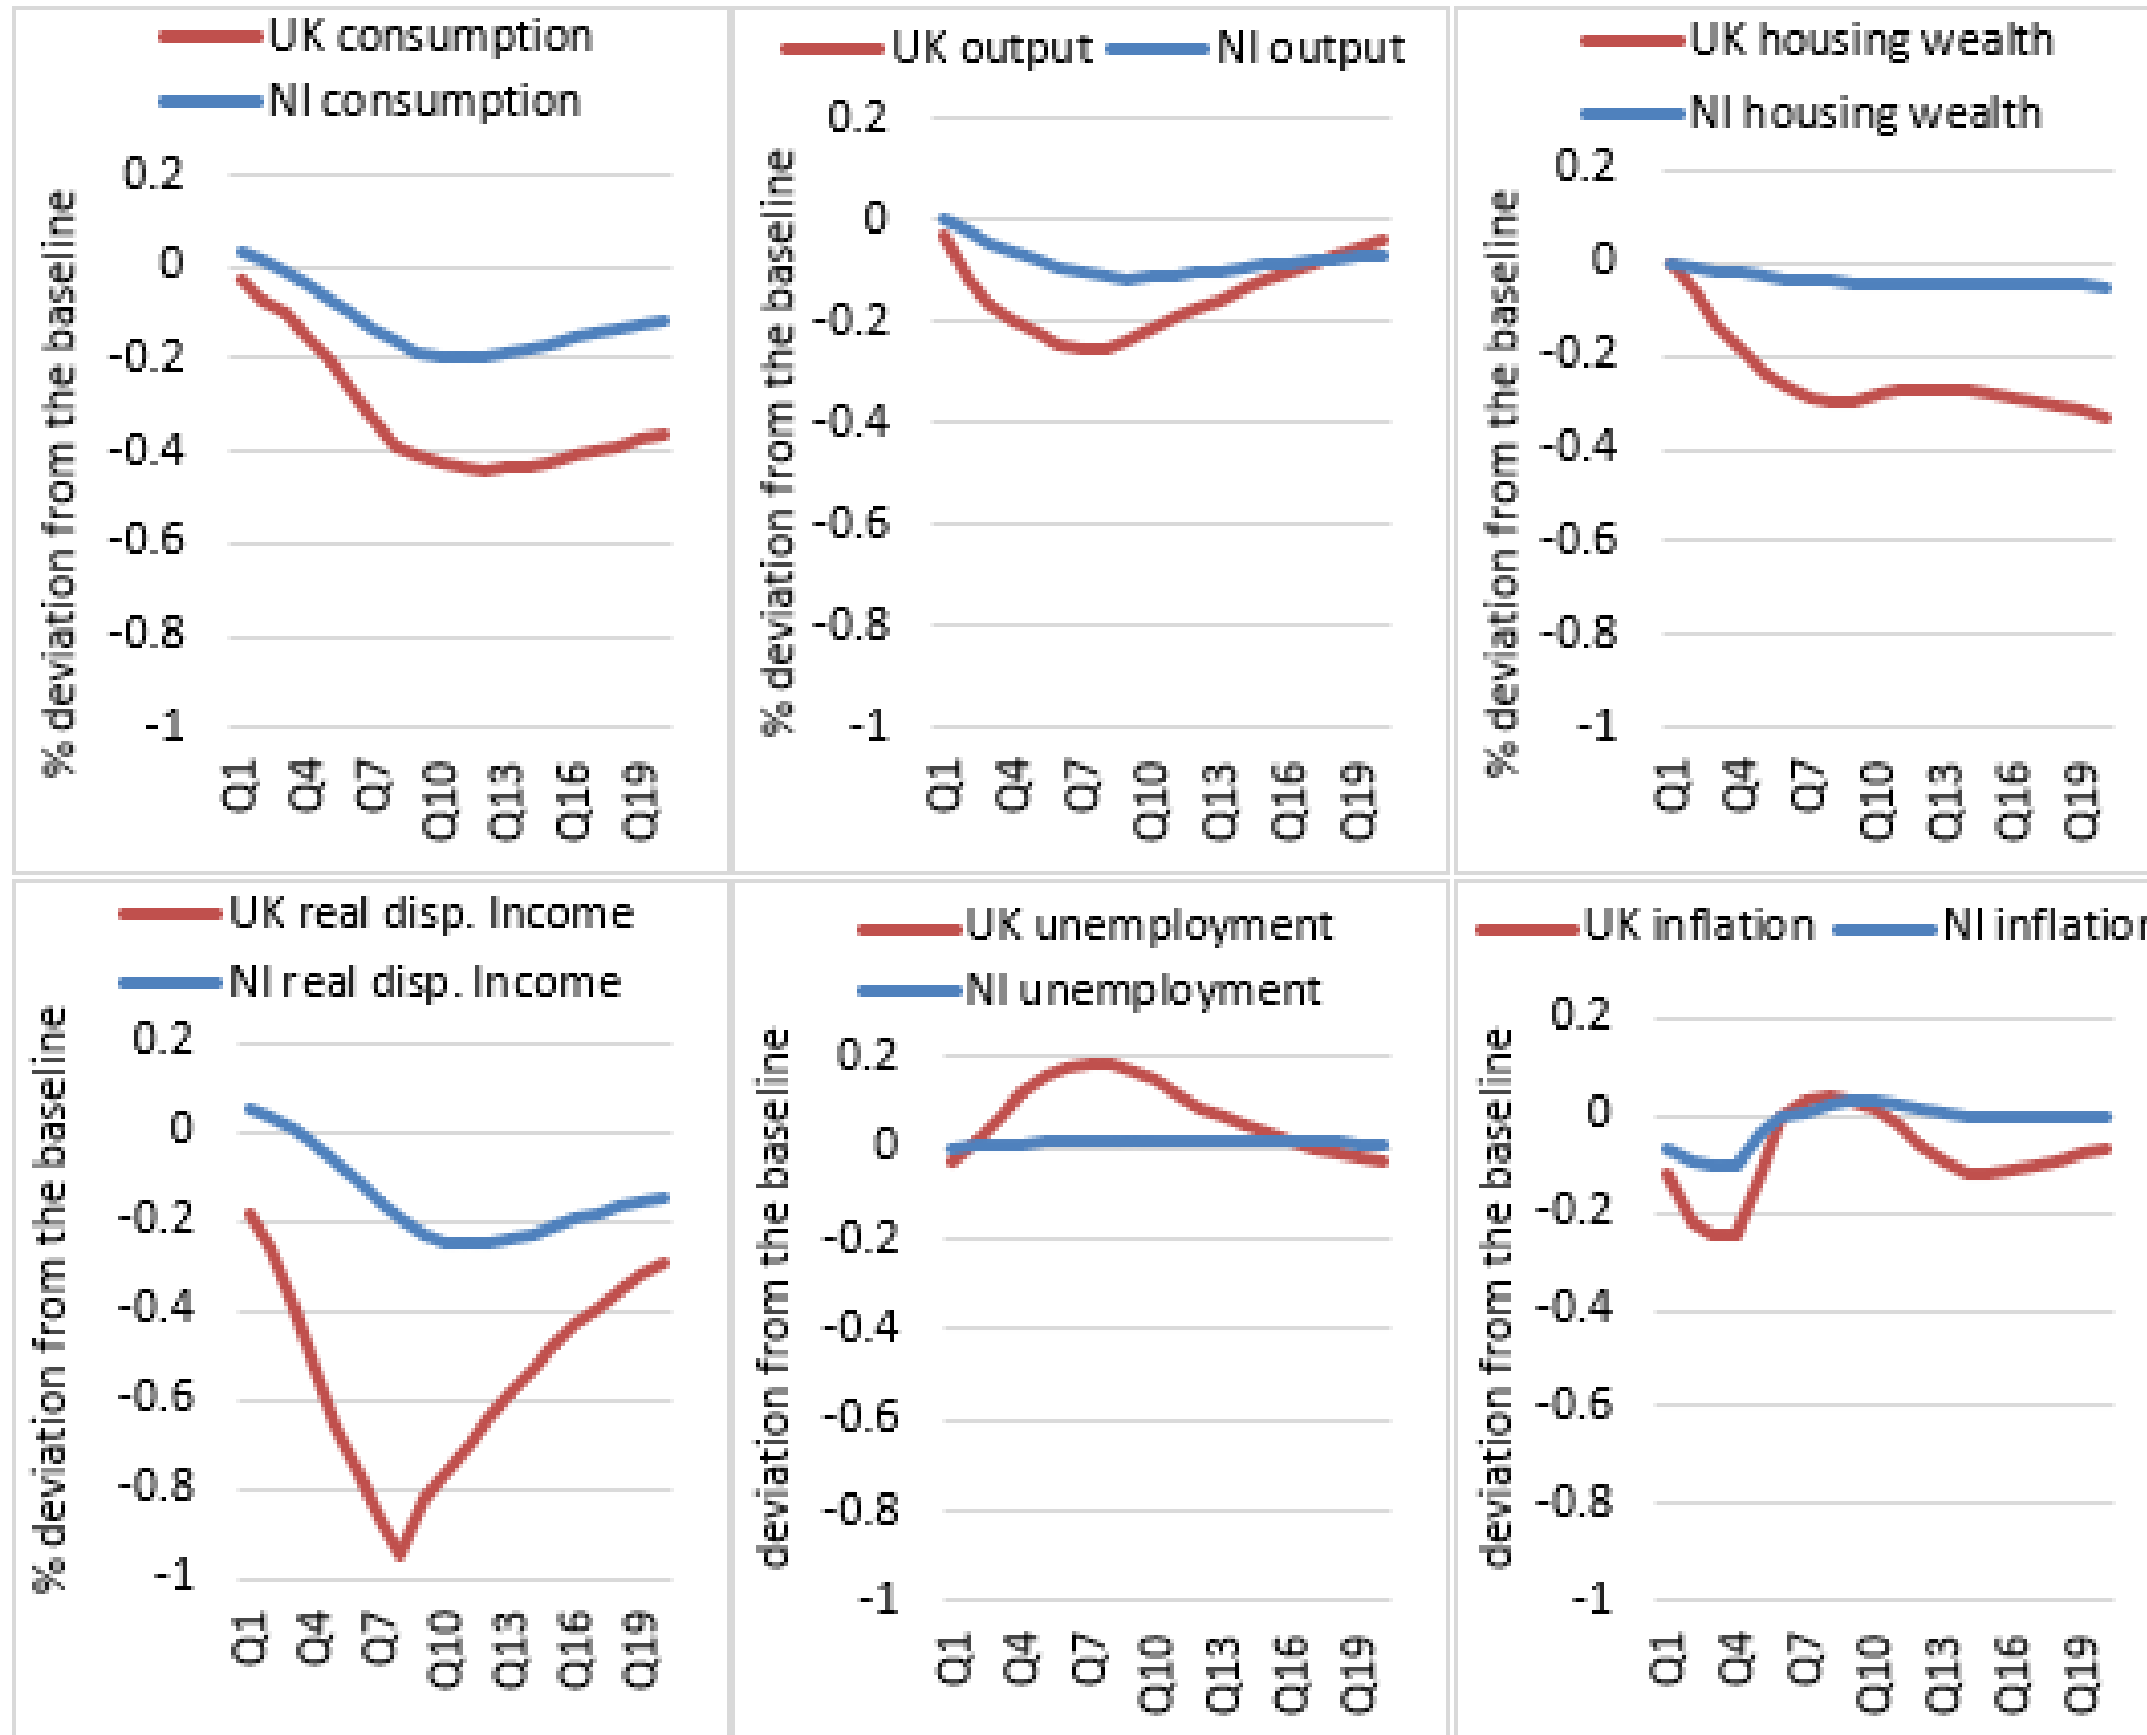 UK consumption
NI consumption
% deviation from the baseline
0.2
0
-0.2
-0.4
-0.6
-0.8
-1
Q1 Q4 Q7 Q10 Q13 Q16 Q19
UK output NI output
% deviation from the baseline
0.2
0
-0.2
-0.4
-0.6
-0.8
-1
Q1 Q4 Q7 Q10 Q13 Q16 Q19
UK housing wealth
NI housing wealth
% deviation from the baseline
0.2
0
-0.2
-0.4
-0.6
-0.8
-1
Q1 Q4 Q7 Q10 Q13 Q16 Q19
UK real disp. Income
NI real disp. Income
% deviation from the baseline
0.2
0
-0.2
-0.4
-0.6
-0.8
-1
Q1 Q4 Q7 Q10 Q13 Q16 Q19
UK unemployment
NI unemployment
deviation from the baseline
0.2
0
-0.2
-0.4
-0.6
-0.8
-1
Q1 Q4 Q7 Q10 Q13 Q16 Q19
UK inflation NI inflation
deviation from the baseline
0.2
0
-0.2
-0.4
-0.6
-0.8
-1
Q1 Q4 Q7 Q10 Q13 Q16 Q19